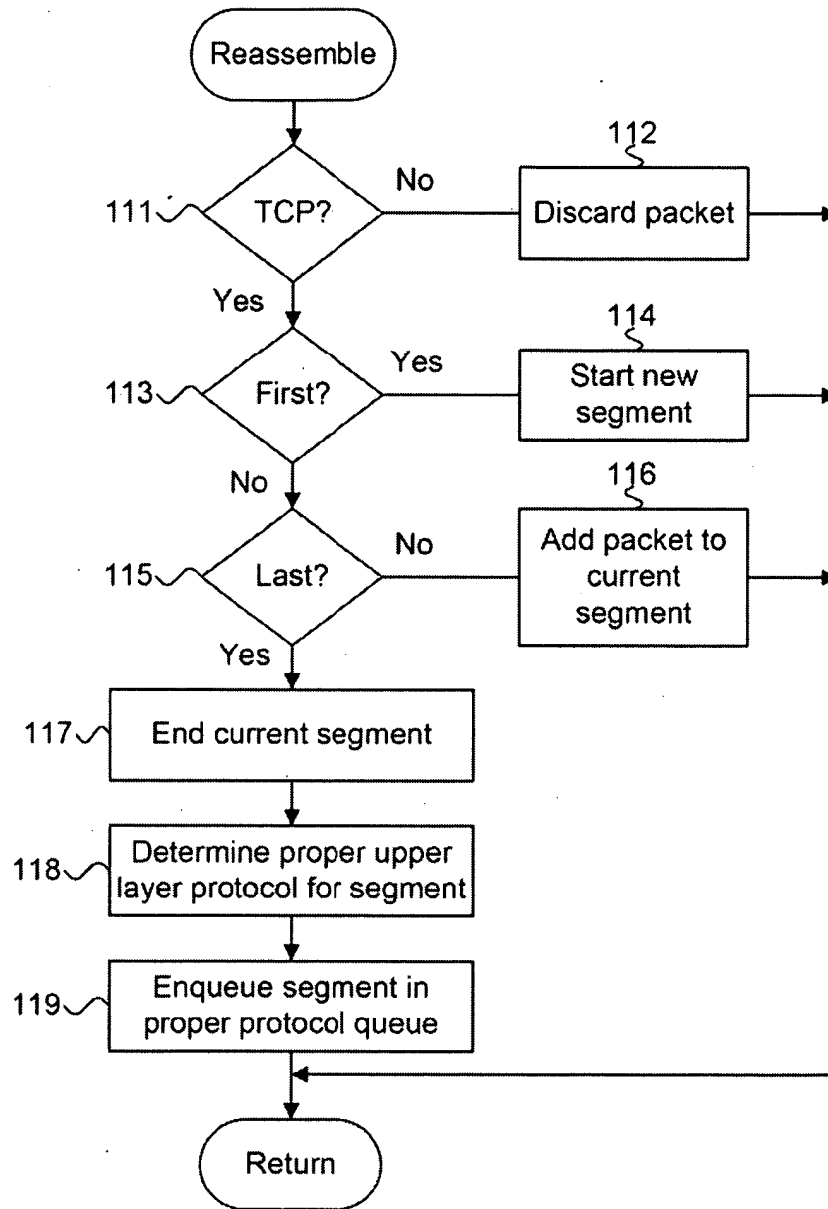 Reassemble
112
No
111
TCP?
Discard packet
Yes
114
Yes
113
First?
Start new
segment
No
116
No
115
Last?
Add packet to
current
segment
Yes
117
End current segment
118
Determine proper upper
layer protocol for segment
119
Enqueue segment in
proper protocol queue
Return